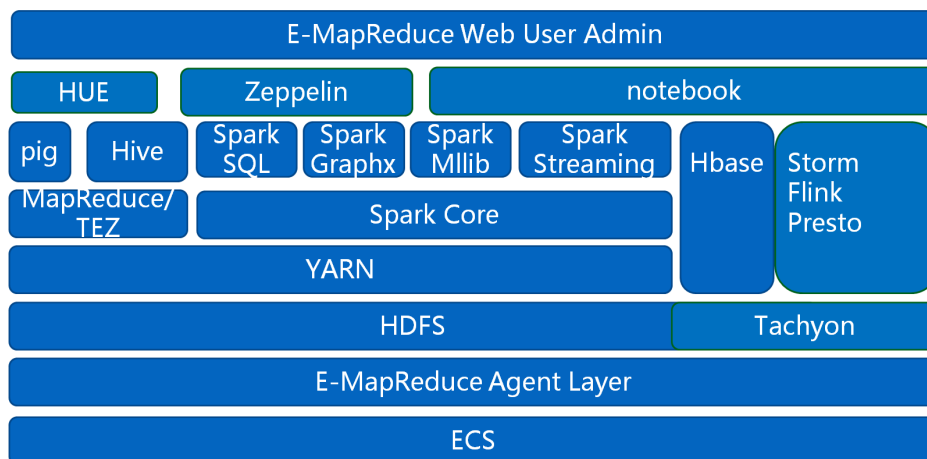 E-MapReduce Web User Admin
HUE
Zeppelin
notebook
pig
Hive
Spark
SQL
Spark
Graphx
Spark
Mllib
Spark
Streaming
Hbase
Storm
Flink
Presto
MapReduce/
TEZ
Spark Core
YARN
HDFS
Tachyon
E-MapReduce Agent Layer
ECS